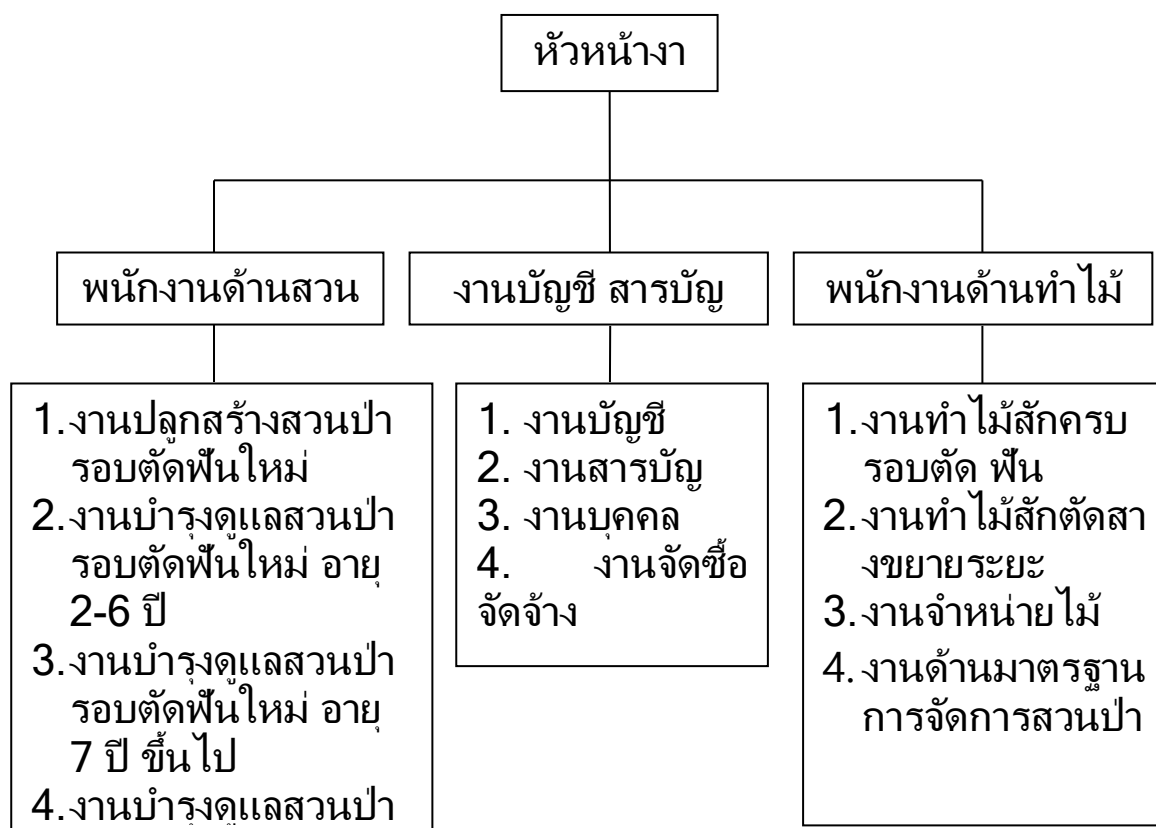 หัวหน้างา
พนักงานด้านสวน
งานบัญชี สารบัญ
พนักงานด้านทำไม้
1.งานปลูกสร้างสวนป่า
รอบตัดฟันใหม่
2.งานบำรุงดูแลสวนป่า
รอบตัดฟันใหม่ อายุ
2-6 ปี
3.งานบำรุงดูแลสวนป่า
รอบตัดฟันใหม่ อายุ
7 ปี ขึ้นไป
4.งานบำรุงดูแลสวนป่า
1. งานบัญชี
2. งานสารบัญ
3. งานบุคคล
4. งานจัดซื้อ
จัดจ้าง
1.งานทำไม้สักครบ
รอบตัด ฟัน
2.งานทำไม้สักตัดสา
งขยายระยะ
3.งานจำหน่ายไม้
4. งานด้านมาตรฐาน
การจัดการสวนป่า